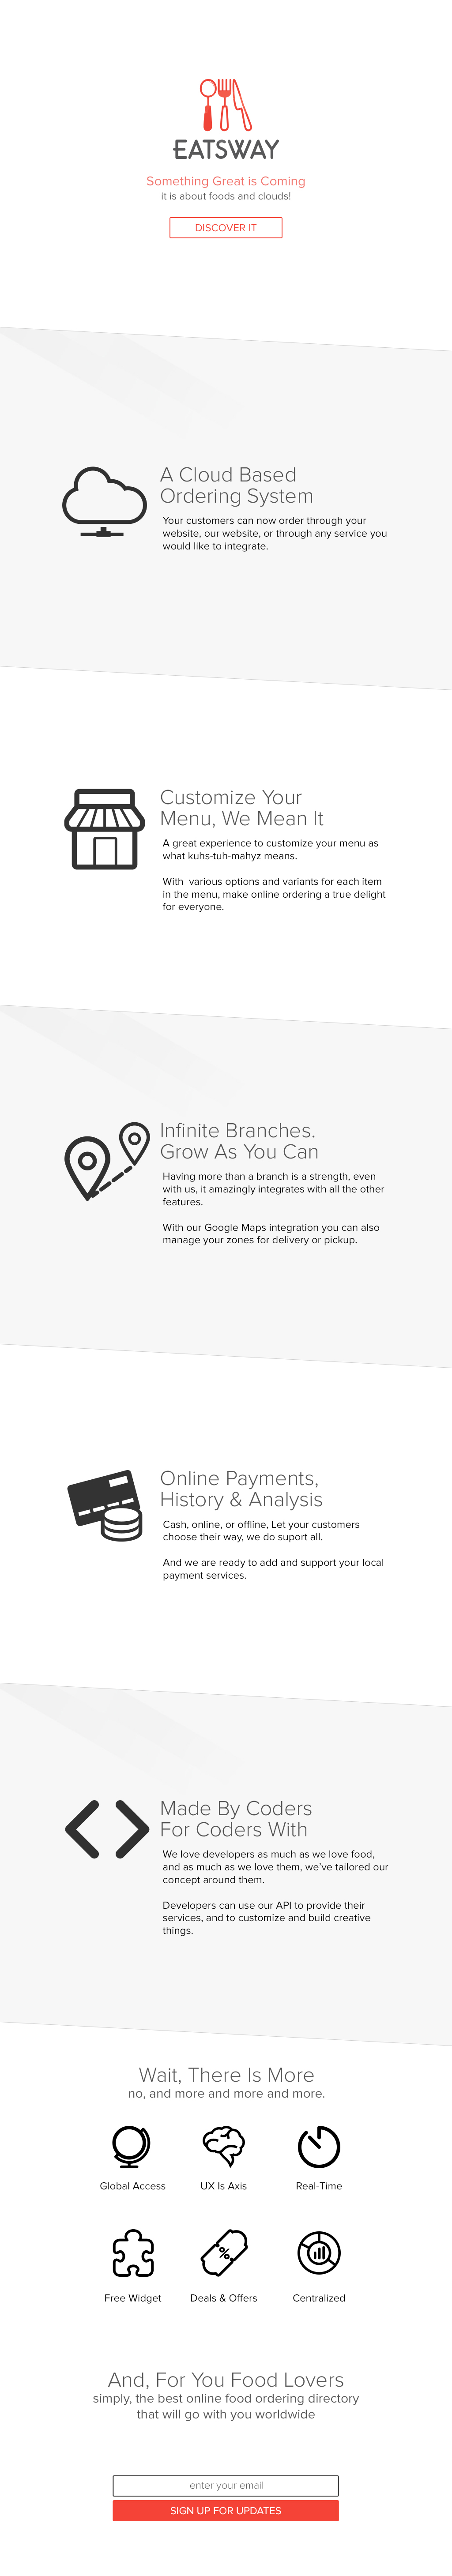 EATSWAY
Something Great is Coming
it is about foods and clouds!
DISCOVER IT
A Cloud Based
Ordering System
Your customers can now order through your
website, our website, or through any service you
would like to integrate.
Customize Your
Menu, We Mean It
A great experience to customize your menu as
what kuhs-tuh-mahyz means.
With various options and variants for each item
in the menu, make online ordering a true delight
for everyone.
Infinite Branches.
Grow As You Can
Having more than a branch is a strength, even
with us, it amazingly integrates with all the other
features.
With our Google Maps integration you can also
manage your zones for delivery or pickup.
Online Payments,
History & Analysis
Cash, online, or offline, Let your customers
choose their way, we do suport all.
And we are ready to add and support your local
payment services.
Made By Coders
For Coders With
We love developers as much as we love food,
and as much as we love them, we've tailored our
concept around them.
Developers can use our API to provide their
services, and to customize and build creative
things.
Wait, There Is More
no, and more and more and more.
Global Access
UX Is Axis
Real-Time
%
Free Widget
Deals & Offers
Centralized
And, For You Food Lovers
simply, the best online food ordering directory
that will go with you worldwide
enter your email
SIGN UP FOR UPDATES